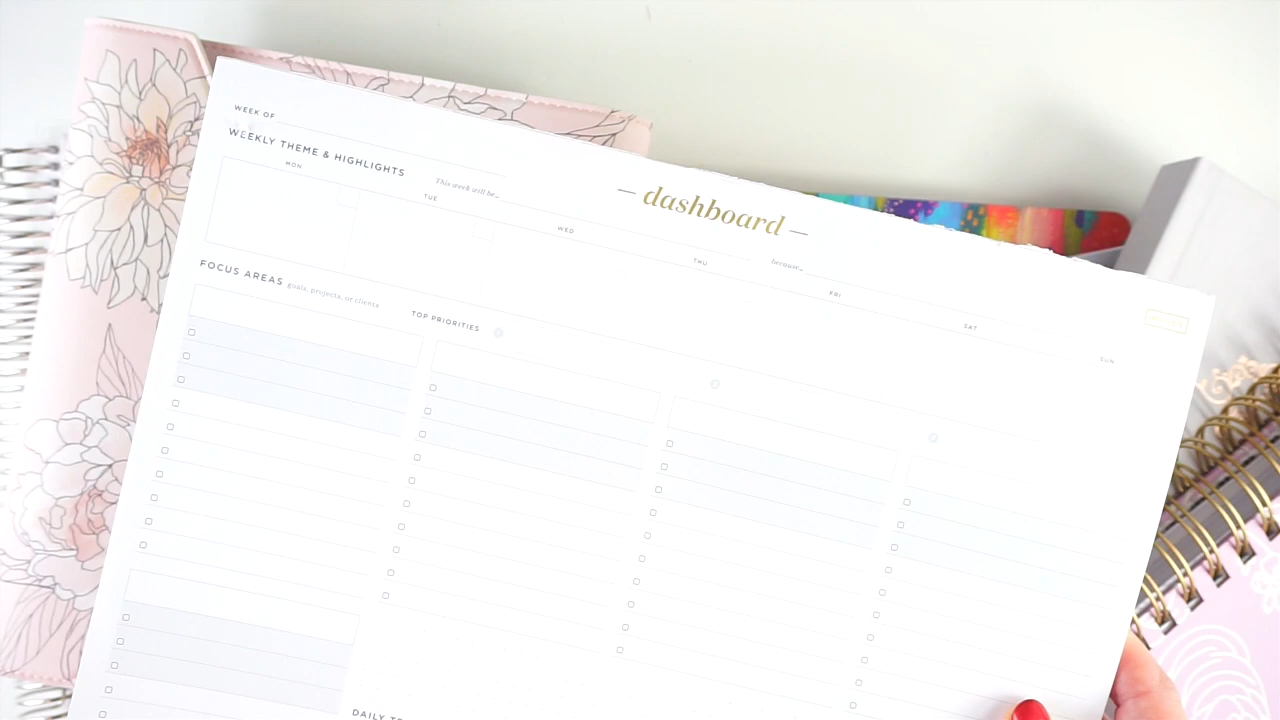 WEEK OF
— dashboard —
WEEKLY THEME & HIGHLIGHTS
This week will be...
because...
MON TUE WED THU FRI SAT SUN
FOCUS AREAS goals, projects, or clients
TOP PRIORITIES
DAILY